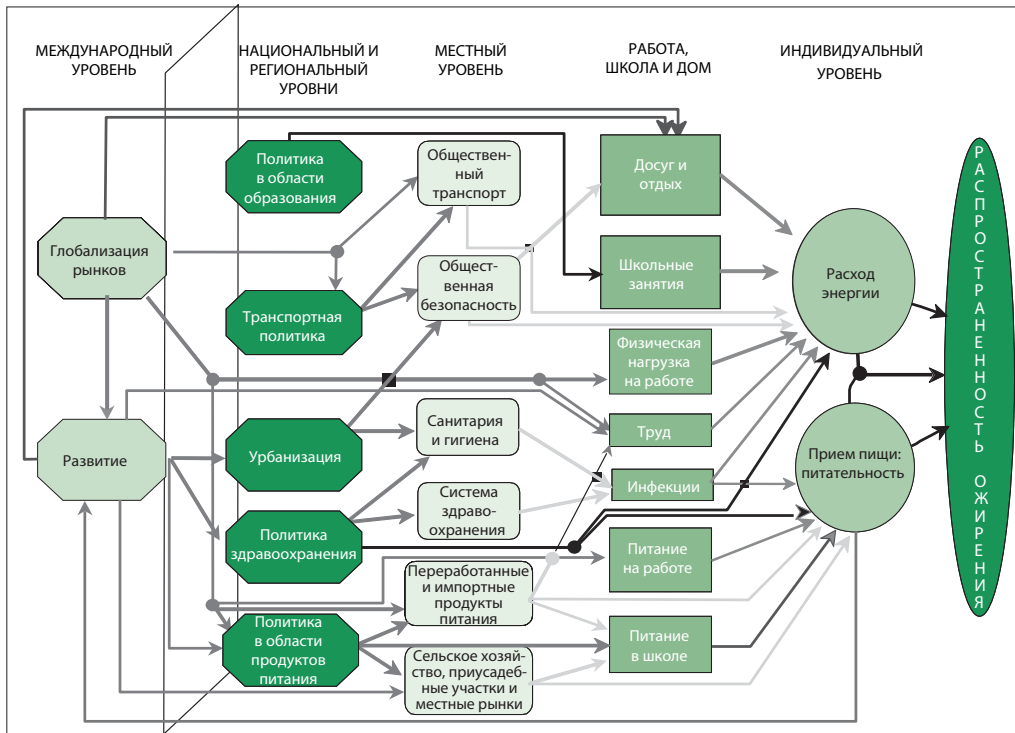 МЕЖДУНАРОДНЫЙ
УРОВЕНЬ
НАЦИОНАЛЬНЫЙ И
РЕГИОНАЛЬНЫЙ
УРОВНИ
МЕСТНЫЙ
УРОВЕНЬ
РАБОТА,
ШКОЛА И ДОМ
ИНДИВИДУАЛЬНЫЙ
УРОВЕНЬ
Глобализация
рынков
Развитие
Политика
в области
образования
Транспортная
политика
Урбанизация
Политика
здравоохранения
Политика
в области
продуктов
питания
Обществен-
ный
транспорт
Общест-
венная
безопасность
Санитария
и гигиена
Система
здраво-
охранения
Переработанные
и импортные
продукты
питания
Сельское хозяй-
ство, приусадеб-
ные участки и
местные рынки
Досуг и
отдых
Школьные
занятия
Физическая
нагрузка
на работе
Труд
Инфекции
Питание
на работе
Питание
в школе
Расход
энергии
Прием пищи:
питательность
РАСПРОСТРАНЕННОСТЬ ОЖИРЕНИЯ